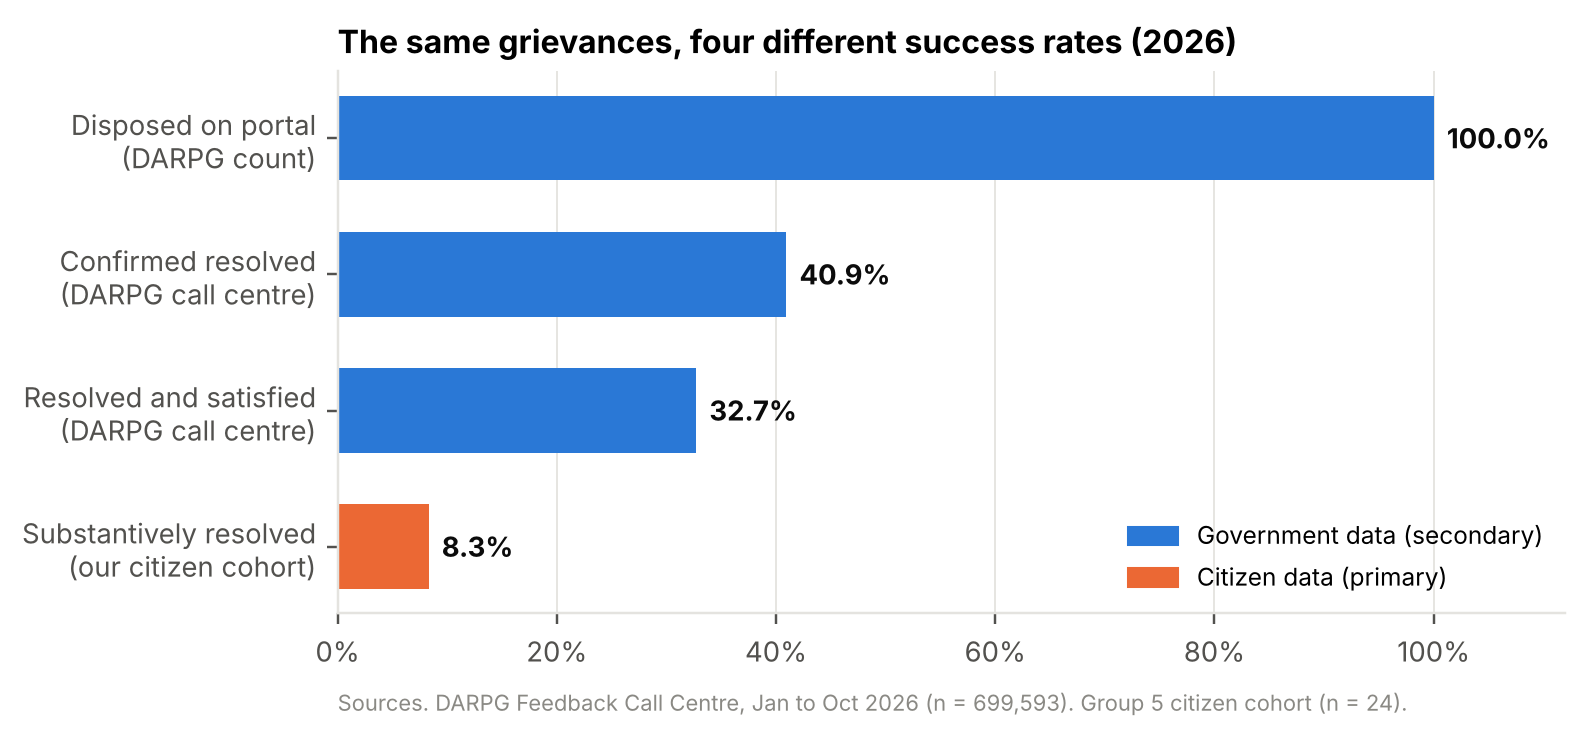 The same grievances, four different success rates (2026)
Disposed on portal
(DARPG count)
100.0%
Confirmed resolved
(DARPG call centre)
40.9%
Resolved and satisfied
(DARPG call centre)
32.7%
Substantively resolved
(our citizen cohort)
8.3%
Government data (secondary)
Citizen data (primary)
0%
20%
40%
60%
80%
100%
Sources. DARPG Feedback Call Centre, Jan to Oct 2026 (n = 699,593). Group 5 citizen cohort (n = 24).